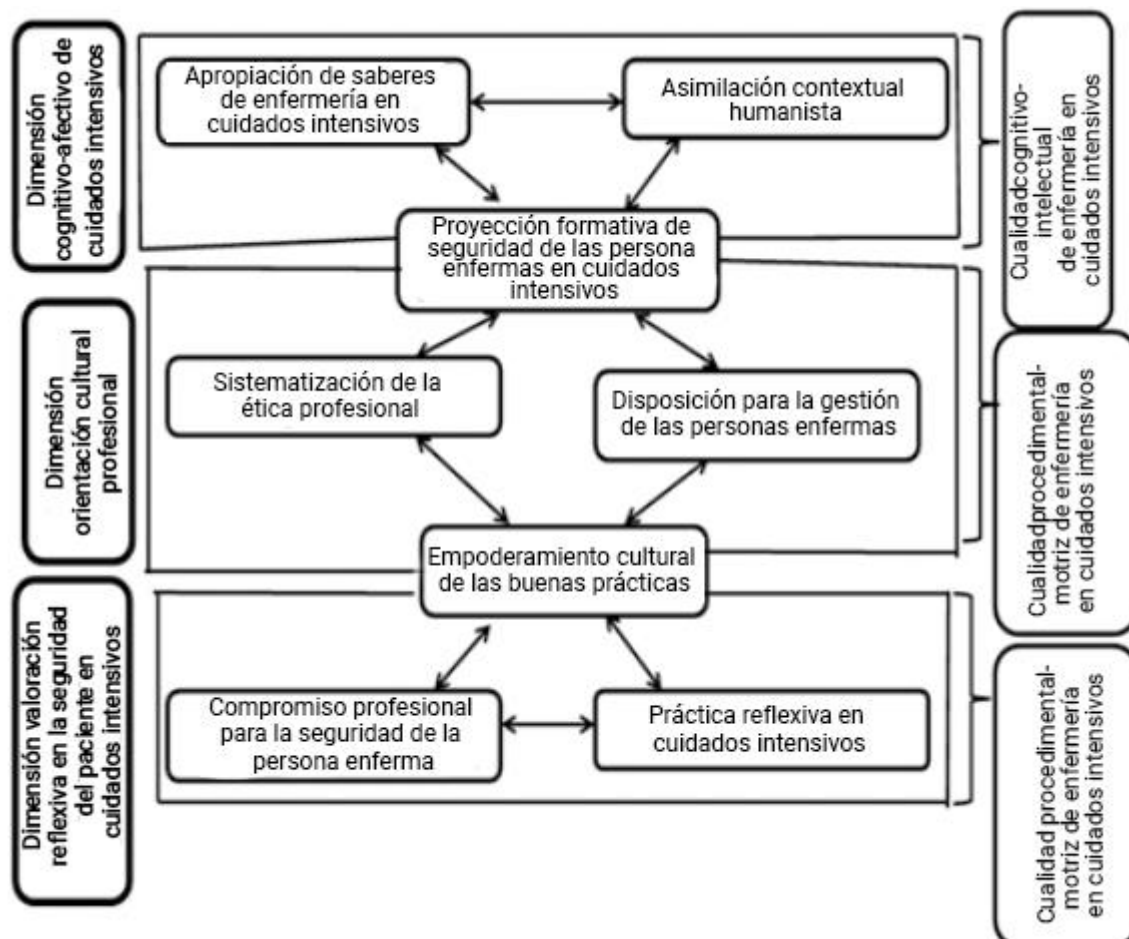 Dimensión
cognitivo-afectivo de
cuidados intensivos
Apropiación de saberes
de enfermería en
cuidados intensivos
Asimilación contextual
humanista
Cualidadcognitivo-
intelectual
de enfermería en
cuidados intensivos
Proyección formativa de
seguridad de las persona
enfermas en cuidados
intensivos
Dimensión
orientación cultural
profesional
Sistematización de la
ética profesional
Disposición para la gestión
de las personas enfermas
Cualidadprocedimental-
motriz de enfermería
en cuidados intensivos
Empoderamiento cultural
de las buenas prácticas
Dimensión valoración
reflexiva en la seguridad
del paciente en
cuidados intensivos
Compromiso profesional
para la seguridad de la
persona enferma
Práctica reflexiva en
cuidados intensivos
Cualidad procedimental-
motriz de enfermería
en cuidados intensivos